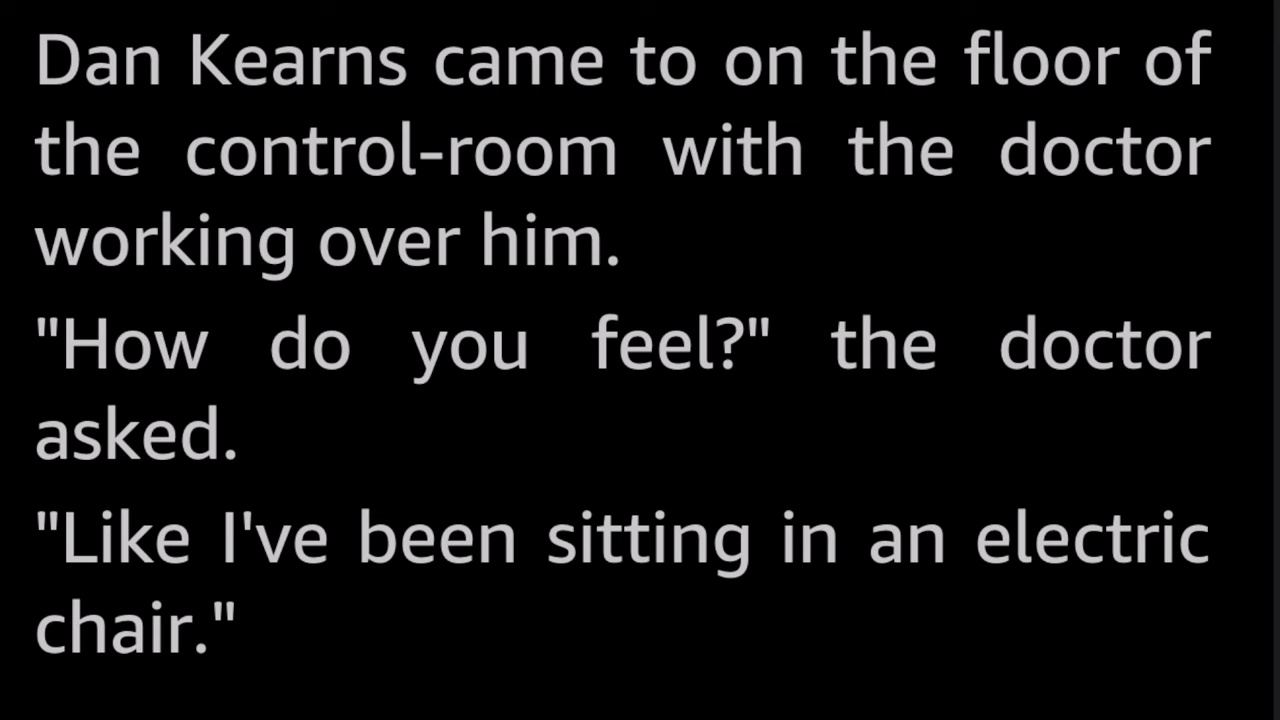 Dan Kearns came to on the floor of
the control-room with the doctor
working over him.
"How do you feel?" the doctor
asked.
"Like I've been sitting in an electric
chair."